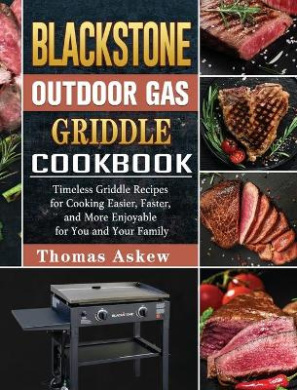 BLACKSTONE
OUTDOOR GAS
GRIDDLE
COOKBOOK
Timeless Griddle Recipes
for Cooking Easier, Faster,
and More Enjoyable
for You and Your Family
Thomas Askew
BLACKSTONE